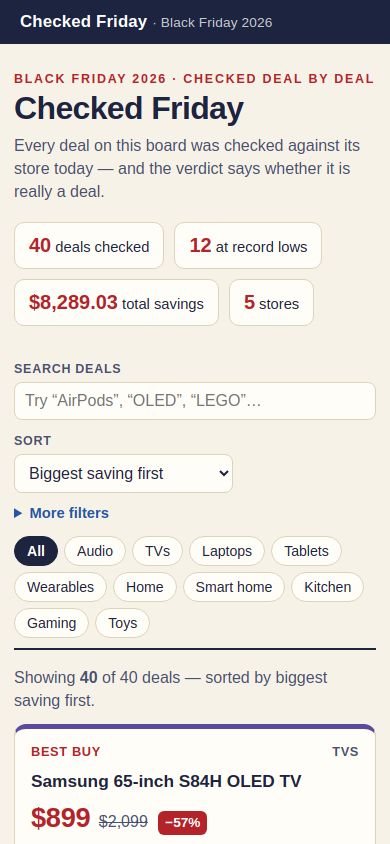 Checked Friday · Black Friday 2026
BLACK FRIDAY 2026 · CHECKED DEAL BY DEAL
Checked Friday
Every deal on this board was checked against its
store today — and the verdict says whether it is
really a deal.
40 deals checked
12 at record lows
$8,289.03 total savings
5 stores
SEARCH DEALS
Try “AirPods”, “OLED”, “LEGO”…
SORT
Biggest saving first
More filters
All Audio TVs Laptops Tablets
Wearables Home Smart home Kitchen
Gaming Toys
Showing 40 of 40 deals — sorted by biggest
saving first.
BEST BUY TVS
Samsung 65-inch S84H OLED TV
$899 $2,099 −57%